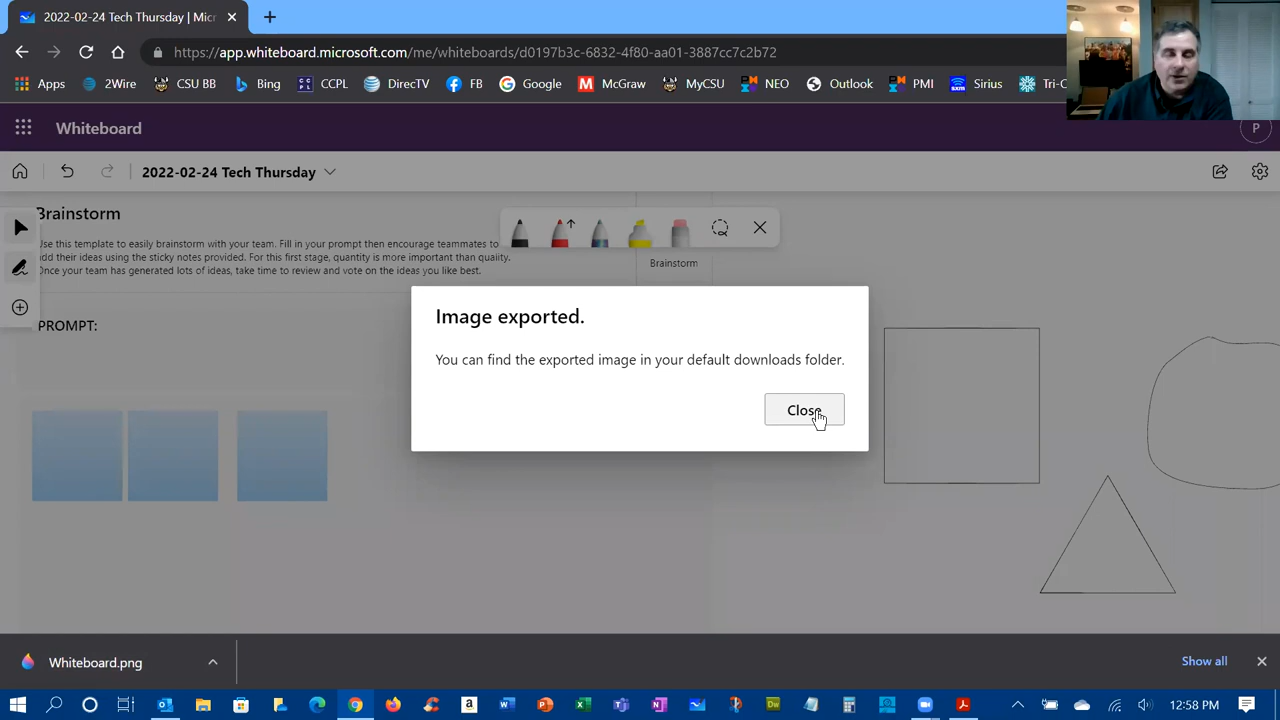 2022-02-24 Tech Thursday | Micr
https://app.whiteboard.microsoft.com/me/whiteboards/d0197b3c-6832-4f80-aa01-3887cc7c2b72
Apps 2Wire CSU BB Bing CCPL DirecTV FB Google McGraw MyCSU NEO Outlook PMI Sirius Tri-C
Whiteboard P
2022-02-24 Tech Thursday
Brainstorm
Use this template to easily brainstorm with your team. Fill in your prompt then encourage teammates to
add their ideas using the sticky notes provided. For this first stage, quantity is more important than quality.
Once your team has generated lots of ideas, take time to review and vote on the ideas you like best.
Brainstorm
PROMPT:
Image exported.
You can find the exported image in your default downloads folder.
Close
Whiteboard.png Show all
12:58 PM